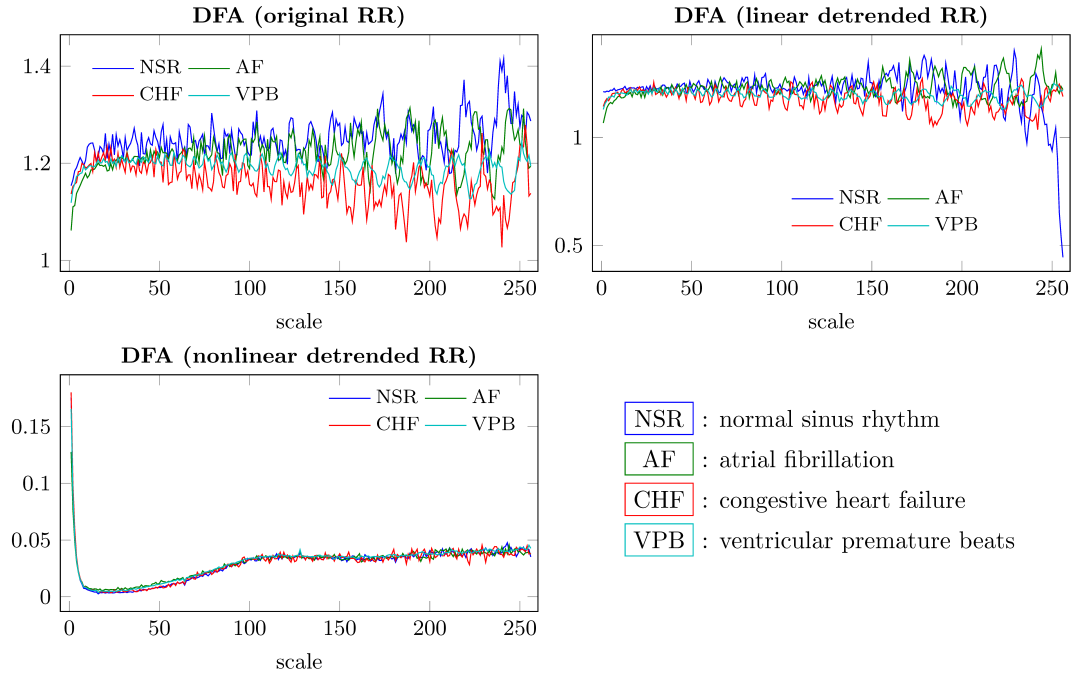 DFA (original RR)
1.4
1.2
1
NSR AF
CHF VPB
0 50 100 150 200 250
scale
DFA (linear detrended RR)
1
0.5
NSR AF
CHF VPB
0 50 100 150 200 250
scale
DFA (nonlinear detrended RR)
0.15
0.1
0.05
0
NSR AF
CHF VPB
0 50 100 150 200 250
scale
NSR : normal sinus rhythm
AF : atrial fibrillation
CHF : congestive heart failure
VPB : ventricular premature beats